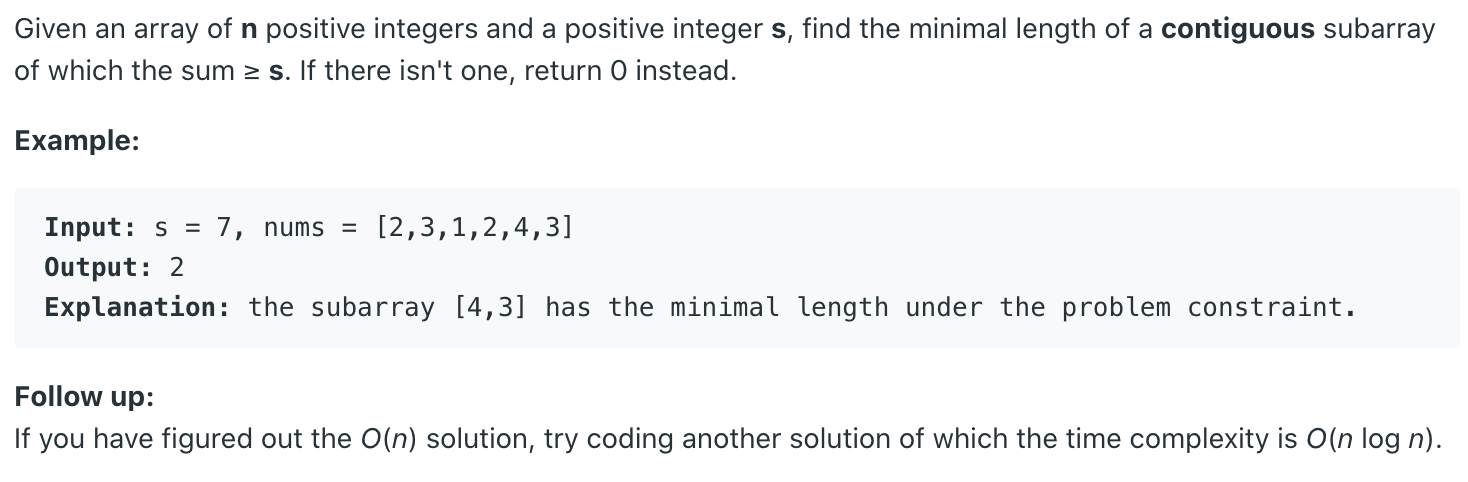 Given an array of n positive integers and a positive integer s, find the minimal length of a contiguous subarray
of which the sum ≥ s. If there isn't one, return 0 instead.
Example:
Input: s = 7, nums = [2,3,1,2,4,3]
Output: 2
Explanation: the subarray [4,3] has the minimal length under the problem constraint.
Follow up:
If you have figured out the O(n) solution, try coding another solution of which the time complexity is O(n log n).